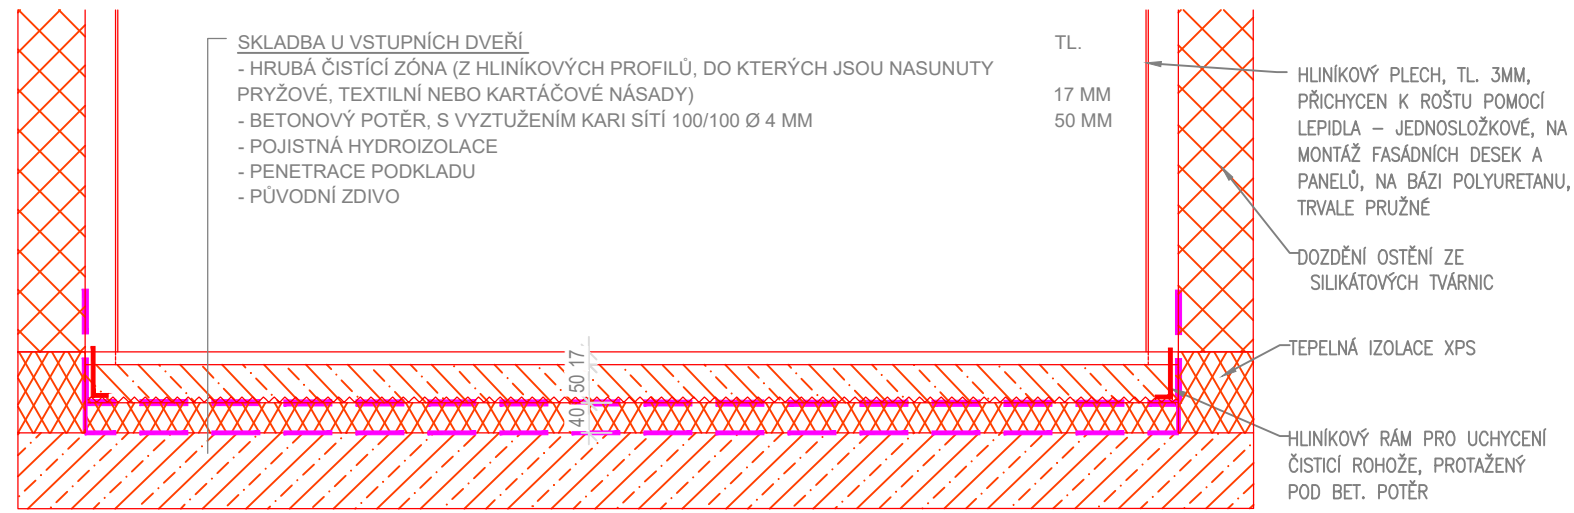 SKLADBA U VSTUPNÍCH DVEŘÍ TL.
- HRUBÁ ČISTÍCÍ ZÓNA (Z HLINÍKOVÝCH PROFILŮ, DO KTERÝCH JSOU NASUNUTY
PRYŽOVÉ, TEXTILNÍ NEBO KARTÁČOVÉ NÁSADY) 17 MM
- BETONOVÝ POTĚR, S VYZTUŽENÍM KARI SÍTÍ 100/100 Ø 4 MM 50 MM
- POJISTNÁ HYDROIZOLACE
- PENETRACE PODKLADU
- PŮVODNÍ ZDIVO
HLINÍKOVÝ PLECH, TL. 3MM,
PŘICHYCEN K ROŠTU POMOCÍ
LEPIDLA – JEDNOSLOŽKOVÉ, NA
MONTÁŽ FASÁDNÍCH DESEK A
PANELŮ, NA BÁZI POLYURETANU,
TRVALE PRUŽNÉ
DOZDĚNÍ OSTĚNÍ ZE
SILIKÁTOVÝCH TVÁRNIC
TEPELNÁ IZOLACE XPS
HLINÍKOVÝ RÁM PRO UCHYCENÍ
ČISTICÍ ROHOŽE, PROTAŽENÝ
POD BET. POTĚR
40 50 17